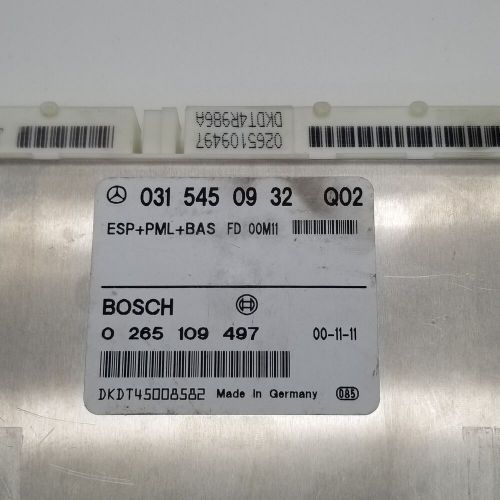 0265109497
DKDT4R986A
031 545 09 32 Q02
ESP+PML+BAS FD 00M11
BOSCH
0 265 109 497 00-11-11
DKDT45008582 Made in Germany 085